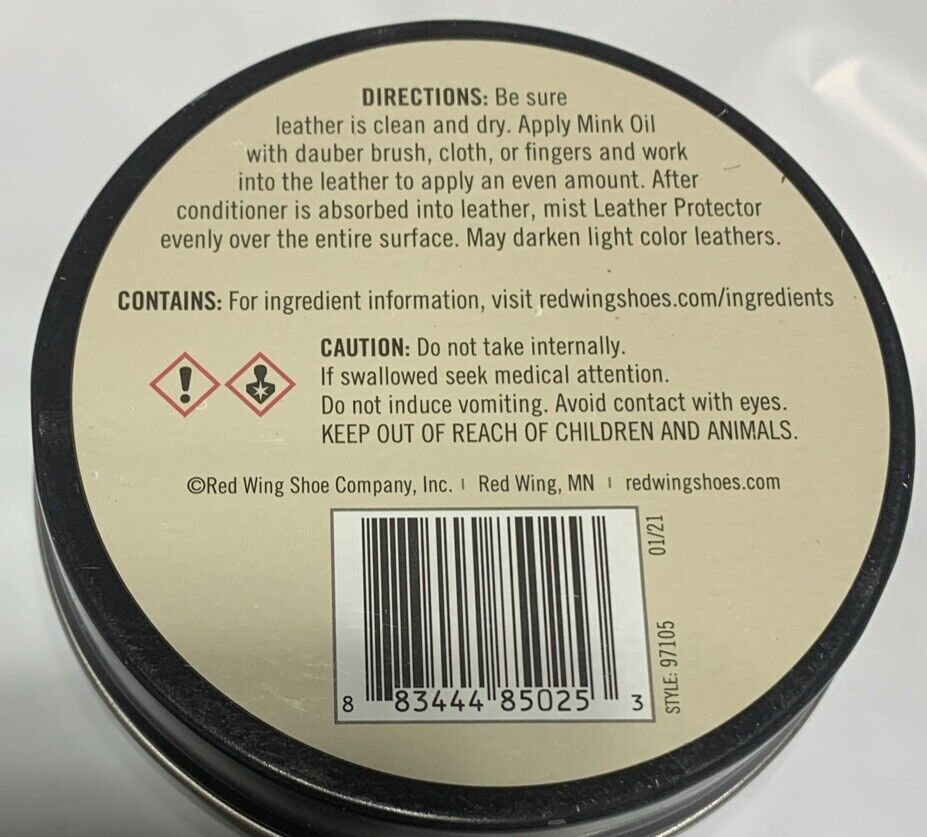 DIRECTIONS: Be sure
leather is clean and dry. Apply Mink Oil
with dauber brush, cloth, or fingers and work
into the leather to apply an even amount. After
conditioner is absorbed into leather, mist Leather Protector
evenly over the entire surface. May darken light color leathers.
CONTAINS: For ingredient information, visit redwingshoes.com/ingredients
CAUTION: Do not take internally.
If swallowed seek medical attention.
Do not induce vomiting. Avoid contact with eyes.
KEEP OUT OF REACH OF CHILDREN AND ANIMALS.
©Red Wing Shoe Company, Inc. | Red Wing, MN | redwingshoes.com
8 83444 85025 3
STYLE: 97105 01/21